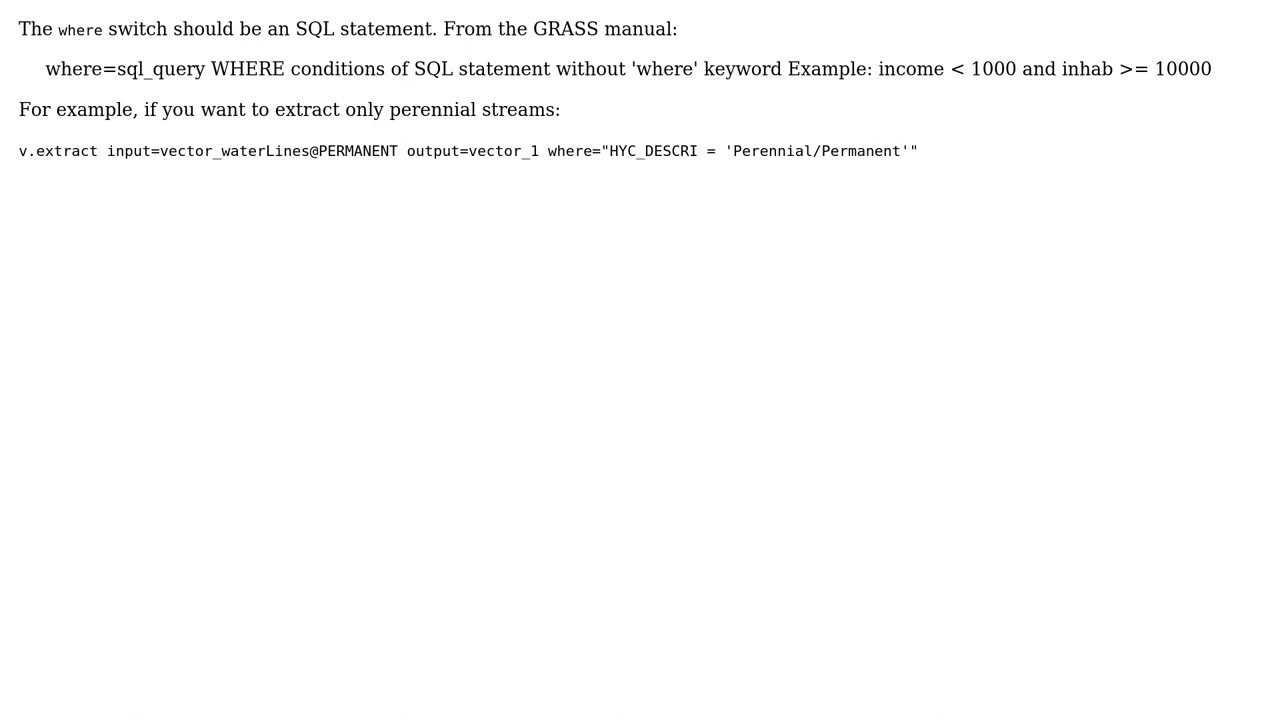 The where switch should be an SQL statement. From the GRASS manual:
where=sql_query WHERE conditions of SQL statement without 'where' keyword Example: income < 1000 and inhab >= 10000
For example, if you want to extract only perennial streams:
v.extract input=vector_waterLines@PERMANENT output=vector_1 where="HYC_DESCRI = 'Perennial/Permanent'"